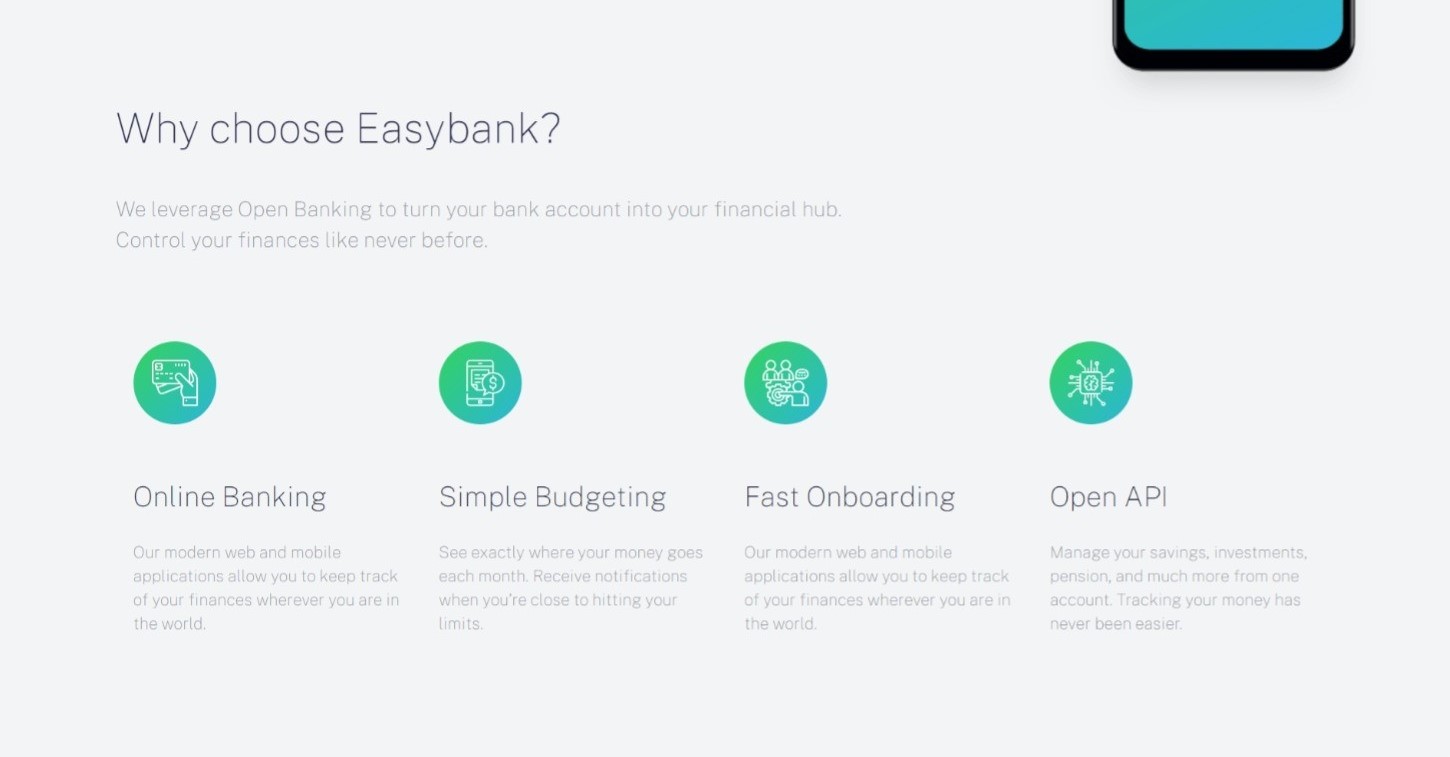 Why choose Easybank?
We leverage Open Banking to turn your bank account into your financial hub.
Control your finances like never before.
Online Banking
Our modern web and mobile
applications allow you to keep track
of your finances wherever you are in
the world.
Simple Budgeting
See exactly where your money goes
each month. Receive notifications
when you’re close to hitting your
limits.
Fast Onboarding
Our modern web and mobile
applications allow you to keep track
of your finances wherever you are in
the world.
Open API
Manage your savings, investments,
pension, and much more from one
account. Tracking your money has
never been easier.